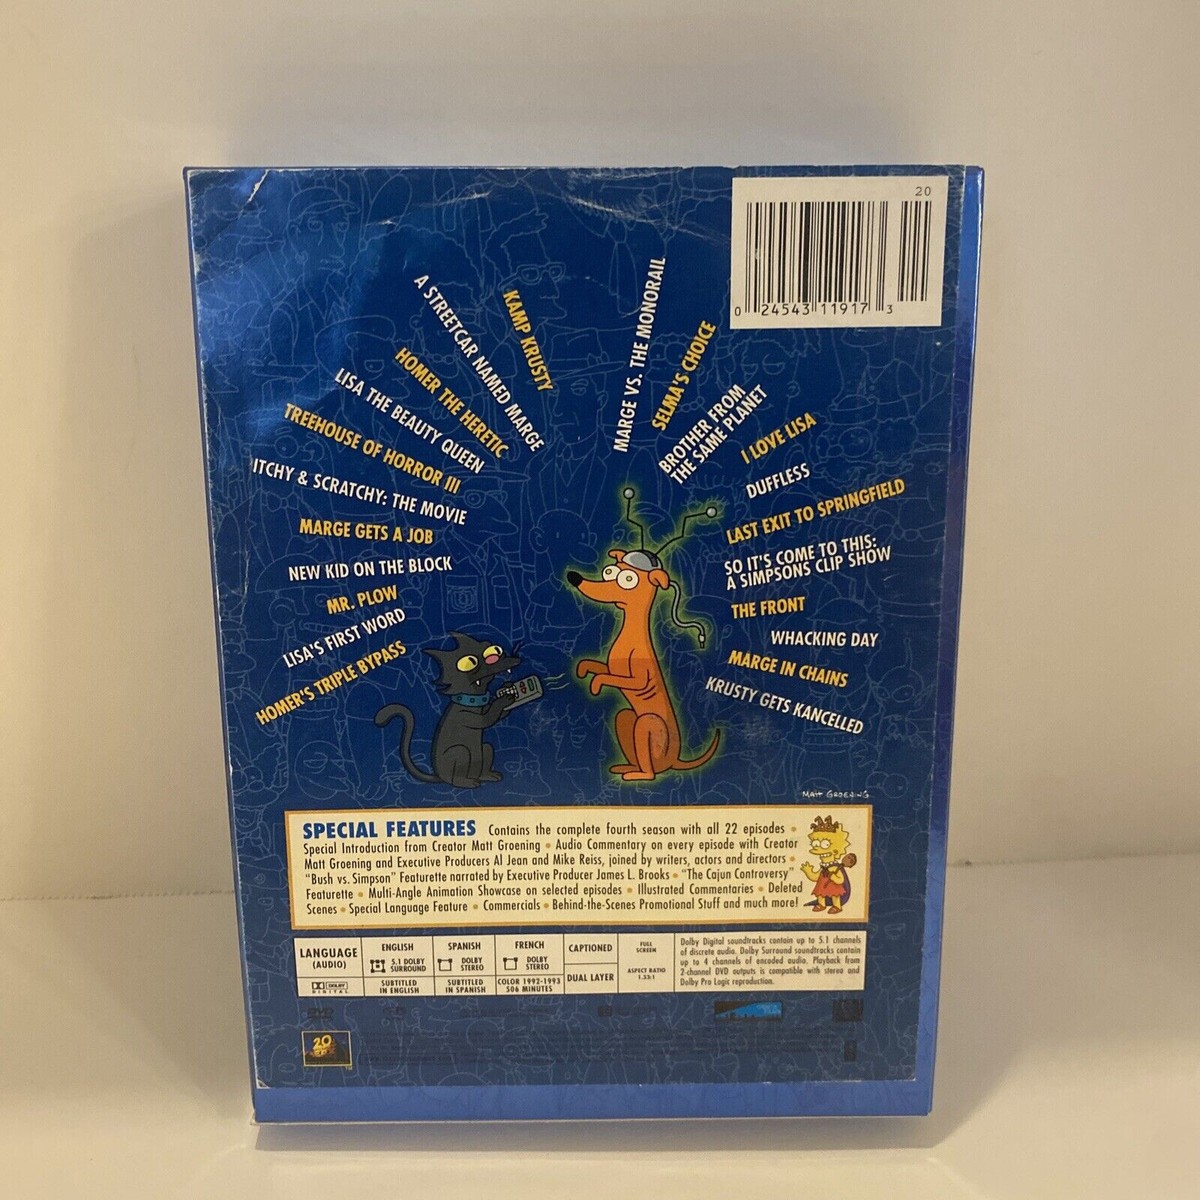 20
0 24543 11917 3
KAMP KRUSTY
A STREETCAR NAMED MARGE
HOMER THE HERETIC
LISA THE BEAUTY QUEEN
TREEHOUSE OF HORROR III
ITCHY & SCRATCHY: THE MOVIE
MARGE GETS A JOB
NEW KID ON THE BLOCK
MR. PLOW
LISA'S FIRST WORD
HOMER'S TRIPLE BYPASS
MARGE VS. THE MONORAIL
SELMA'S CHOICE
BROTHER FROM
THE SAME PLANET
I LOVE LISA
DUFFLESS
LAST EXIT TO SPRINGFIELD
SO IT'S COME TO THIS:
A SIMPSONS CLIP SHOW
THE FRONT
WHACKING DAY
MARGE IN CHAINS
KRUSTY GETS KANCELLED
MATT GROENING
SPECIAL FEATURES Contains the complete fourth season with all 22 episodes •
Special Introduction from Creator Matt Groening • Audio Commentary on every episode with Creator
Matt Groening and Executive Producers Al Jean and Mike Reiss, joined by writers, actors and directors •
"Bush vs. Simpson" Featurette narrated by Executive Producer James L. Brooks • "The Cajun Controversy"
Featurette • Multi-Angle Animation Showcase on selected episodes • Illustrated Commentaries • Deleted
Scenes • Special Language Feature • Commercials • Behind-the-Scenes Promotional Stuff and much more!
LANGUAGE
(AUDIO)
DOLBY
DIGITAL
ENGLISH
5.1 DOLBY
SURROUND
SUBTITLED
IN ENGLISH
SPANISH
DOLBY
STEREO
SUBTITLED
IN SPANISH
FRENCH
DOLBY
STEREO
COLOR 1992-1993
506 MINUTES
CAPTIONED
DUAL LAYER
FULL
SCREEN
ASPECT RATIO
1.33:1
Dolby Digital soundtracks contain up to 5.1 channels
of discrete audio. Dolby Surround soundtracks contain
up to 4 channels of encoded audio. Playback from
2-channel DVD outputs is compatible with stereo and
Dolby Pro Logic reproduction.
DVD
20
TM